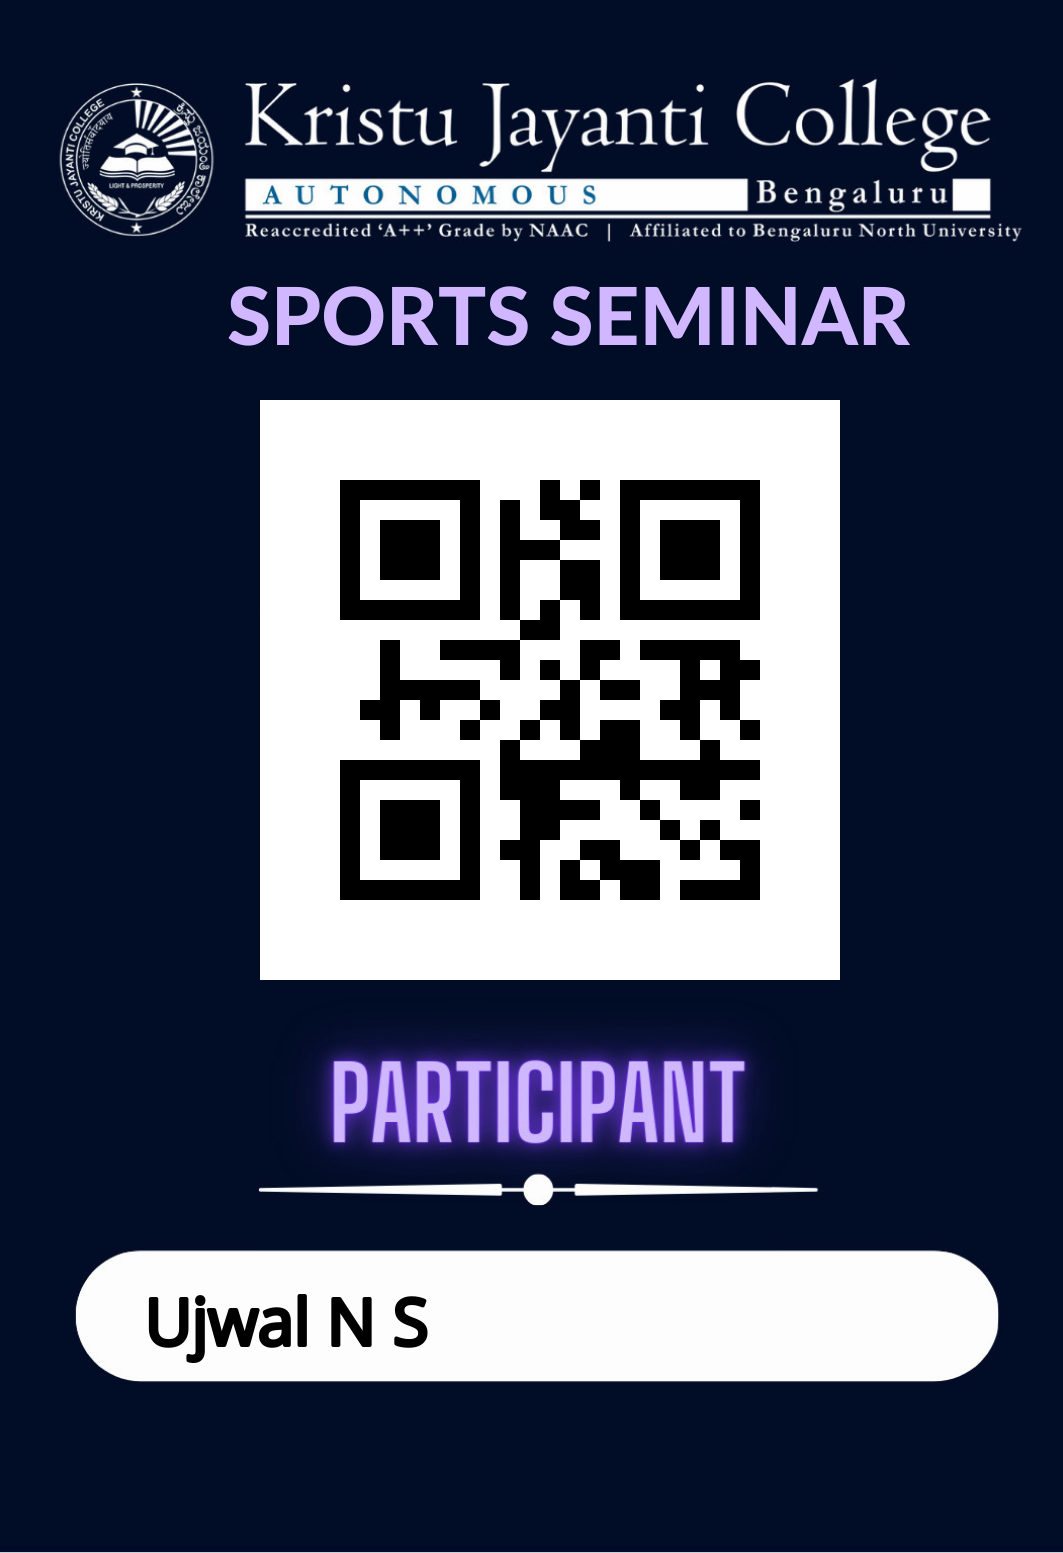 KRISTU JAYANTI COLLEGE
LIGHT & PROSPERITY
Kristu Jayanti College
AUTONOMOUS Bengaluru
Reaccredited ‘A++’ Grade by NAAC | Affiliated to Bengaluru North University
SPORTS SEMINAR
PARTICIPANT
Ujwal N S